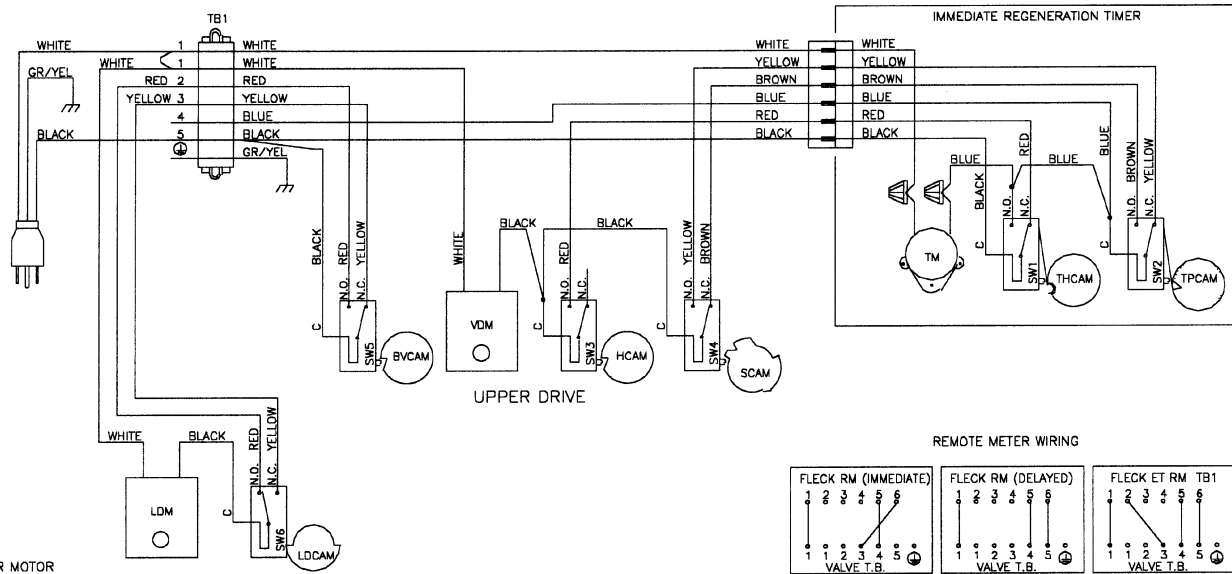 TB1
IMMEDIATE REGENERATION TIMER
WHITE 1 WHITE WHITE WHITE
WHITE 1 WHITE YELLOW YELLOW
GR/YEL RED 2 RED BROWN BROWN
YELLOW 3 YELLOW BLUE BLUE
4 BLUE RED RED
BLACK 5 BLACK BLACK BLACK
GR/YEL
BLUE BLACK RED BLUE BLUE BROWN YELLOW
N.O. N.C. N.O. N.C.
BLACK RED YELLOW WHITE BLACK RED BLACK YELLOW BROWN
C C
TM SW1 THCAM SW2 TPCAM
N.O. N.C. N.O. N.C. N.O. N.C.
C C C
SW5 BVCAM VDM SW3 HCAM SW4 SCAM
UPPER DRIVE
WHITE BLACK RED YELLOW
N.O. N.C.
C
LDM SW6 LDCAM
R MOTOR
REMOTE METER WIRING
FLECK RM (IMMEDIATE)
1 2 3 4 5 6
1 1 2 3 4 5
VALVE T.B.
FLECK RM (DELAYED)
1 2 3 4 5 6
1 1 2 3 4 5
VALVE T.B.
FLECK ET RM TB1
1 2 3 4 5 6
1 1 2 3 4 5
VALVE T.B.